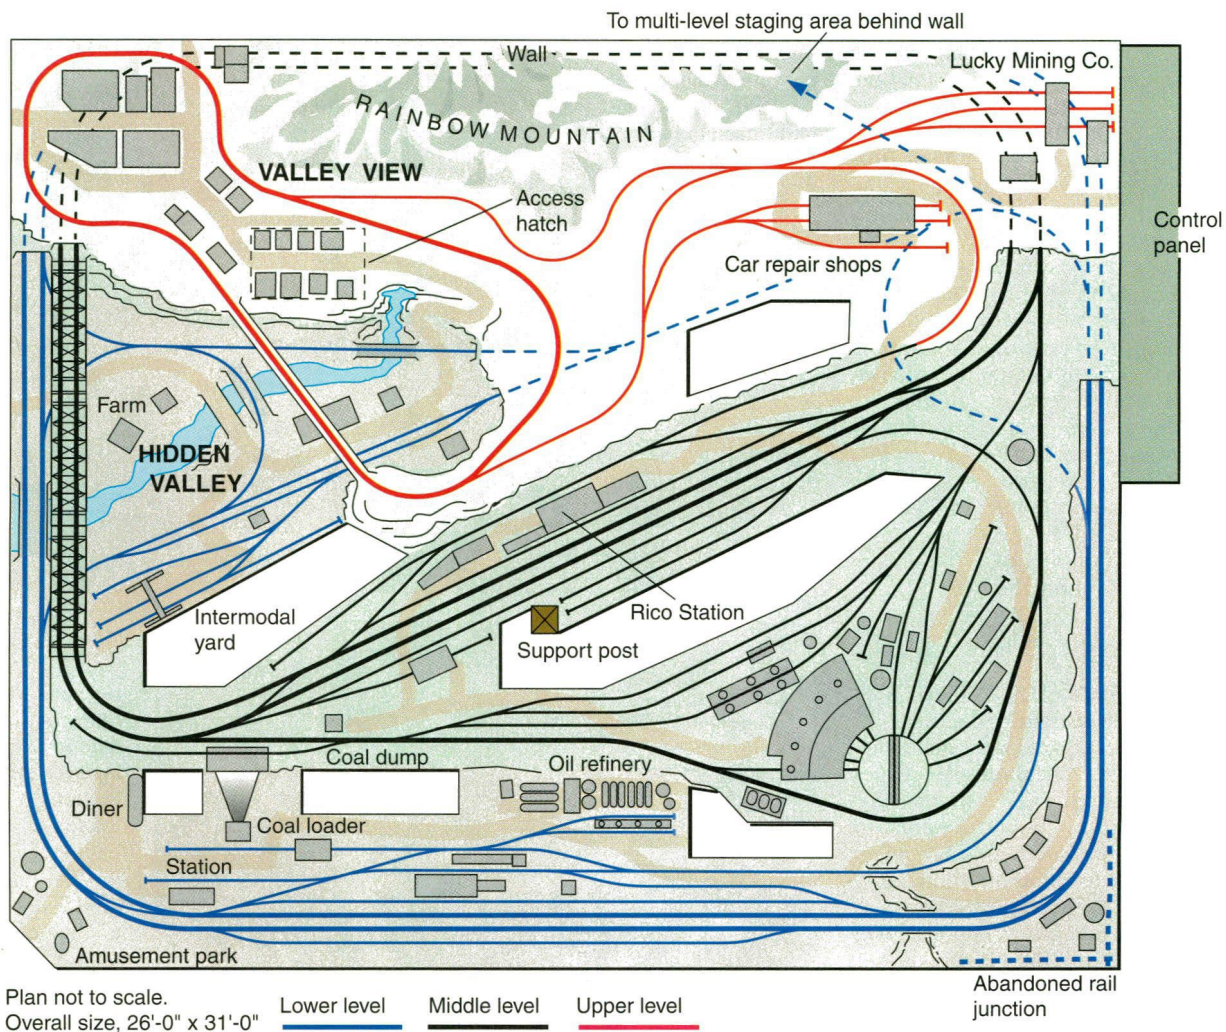 To multi-level staging area behind wall
Wall
Lucky Mining Co.
RAINBOW MOUNTAIN
VALLEY VIEW
Access
hatch
Control
panel
Car repair shops
Farm
HIDDEN
VALLEY
Intermodal
yard
Rico Station
Support post
Coal dump
Oil refinery
Diner
Coal loader
Station
Amusement park
Abandoned rail
junction
Plan not to scale.
Overall size, 26'-0" x 31'-0"
Lower level
Middle level
Upper level